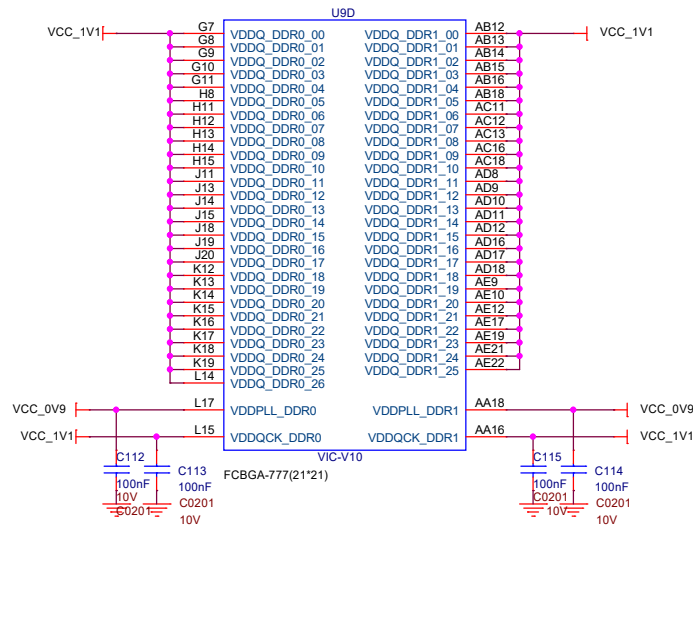 U9D
VCC_1V1 G7 VDDQ_DDR0_00 VDDQ_DDR1_00 AB12 VCC_1V1
G8 VDDQ_DDR0_01 VDDQ_DDR1_01 AB13
G9 VDDQ_DDR0_02 VDDQ_DDR1_02 AB14
G10 VDDQ_DDR0_03 VDDQ_DDR1_03 AB15
G11 VDDQ_DDR0_04 VDDQ_DDR1_04 AB16
H8 VDDQ_DDR0_05 VDDQ_DDR1_05 AB18
H11 VDDQ_DDR0_06 VDDQ_DDR1_06 AC11
H12 VDDQ_DDR0_07 VDDQ_DDR1_07 AC12
H13 VDDQ_DDR0_08 VDDQ_DDR1_08 AC13
H14 VDDQ_DDR0_09 VDDQ_DDR1_09 AC16
H15 VDDQ_DDR0_10 VDDQ_DDR1_10 AC18
J11 VDDQ_DDR0_11 VDDQ_DDR1_11 AD8
J13 VDDQ_DDR0_12 VDDQ_DDR1_12 AD9
J14 VDDQ_DDR0_13 VDDQ_DDR1_13 AD10
J15 VDDQ_DDR0_14 VDDQ_DDR1_14 AD11
J18 VDDQ_DDR0_15 VDDQ_DDR1_15 AD12
J19 VDDQ_DDR0_16 VDDQ_DDR1_16 AD16
J20 VDDQ_DDR0_17 VDDQ_DDR1_17 AD17
K12 VDDQ_DDR0_18 VDDQ_DDR1_18 AD18
K13 VDDQ_DDR0_19 VDDQ_DDR1_19 AE9
K14 VDDQ_DDR0_20 VDDQ_DDR1_20 AE10
K15 VDDQ_DDR0_21 VDDQ_DDR1_21 AE12
K16 VDDQ_DDR0_22 VDDQ_DDR1_22 AE17
K17 VDDQ_DDR0_23 VDDQ_DDR1_23 AE19
K18 VDDQ_DDR0_24 VDDQ_DDR1_24 AE21
K19 VDDQ_DDR0_25 VDDQ_DDR1_25 AE22
L14 VDDQ_DDR0_26
VCC_0V9 L17 VDDPLL_DDR0 VDDPLL_DDR1 AA18 VCC_0V9
VCC_1V1 L15 VDDQCK_DDR0 VDDQCK_DDR1 AA16 VCC_1V1
VIC-V10
FCBGA-777(21*21)
C112
100nF
10V
C0201
C113
100nF
C0201
10V
C115
100nF
C0201
10V
C114
100nF
C0201
10V